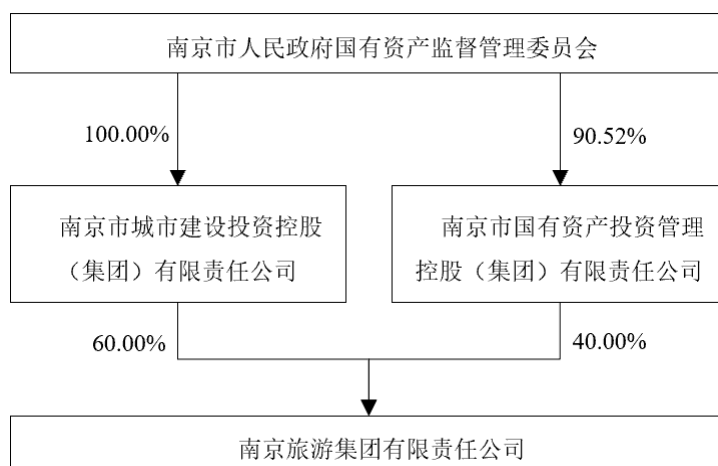 南京市人民政府国有资产监督管理委员会
100.00%
90.52%
南京市城市建设投资控股
（集团）有限责任公司
南京市国有资产投资管理
控股（集团）有限责任公司
60.00%
40.00%
南京旅游集团有限责任公司